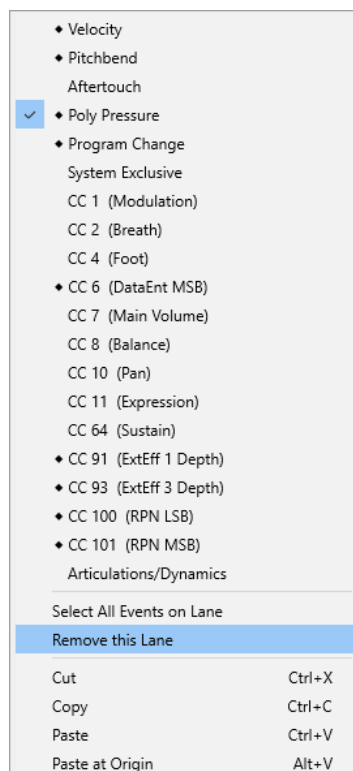 ◆ Velocity
◆ Pitchbend
Aftertouch
✓ ◆ Poly Pressure
◆ Program Change
System Exclusive
CC 1 (Modulation)
CC 2 (Breath)
CC 4 (Foot)
◆ CC 6 (DataEnt MSB)
CC 7 (Main Volume)
CC 8 (Balance)
CC 10 (Pan)
CC 11 (Expression)
CC 64 (Sustain)
◆ CC 91 (ExtEff 1 Depth)
◆ CC 93 (ExtEff 3 Depth)
◆ CC 100 (RPN LSB)
◆ CC 101 (RPN MSB)
Articulations/Dynamics
Select All Events on Lane
Remove this Lane
Cut Ctrl+X
Copy Ctrl+C
Paste Ctrl+V
Paste at Origin Alt+V